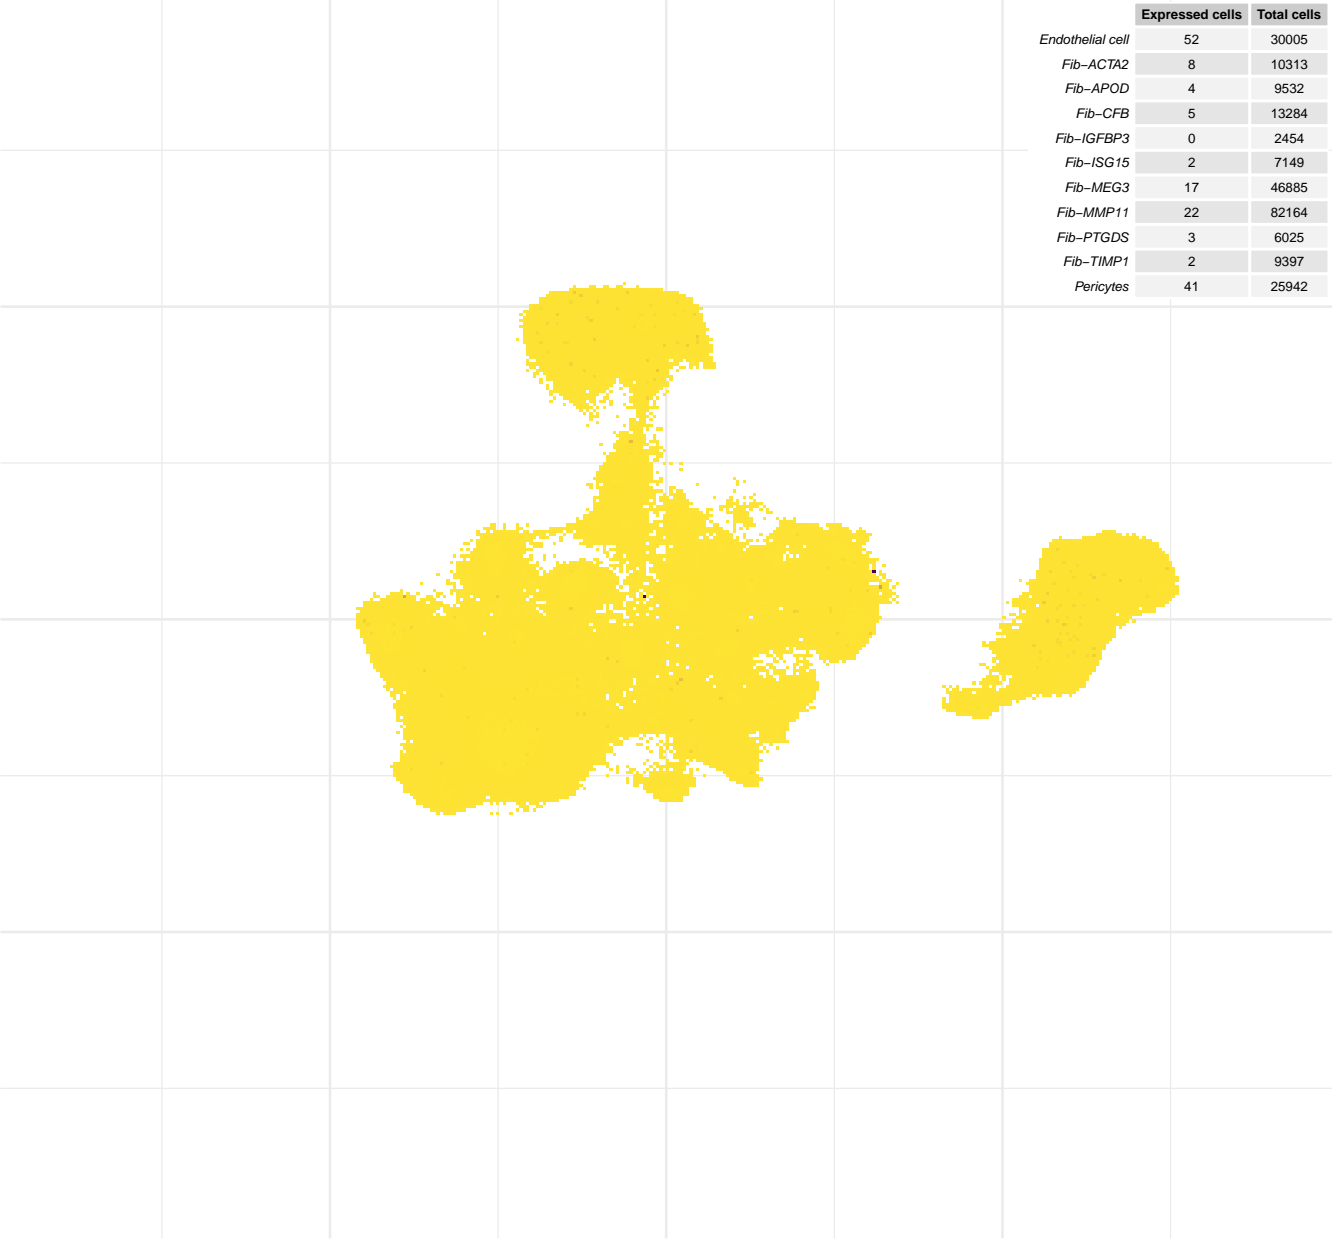 Expressed cells Total cells
Endothelial cell 52 30005
Fib−ACTA2 8 10313
Fib−APOD 4 9532
Fib−CFB 5 13284
Fib−IGFBP3 0 2454
Fib−ISG15 2 7149
Fib−MEG3 17 46885
Fib−MMP11 22 82164
Fib−PTGDS 3 6025
Fib−TIMP1 2 9397
Pericytes 41 25942